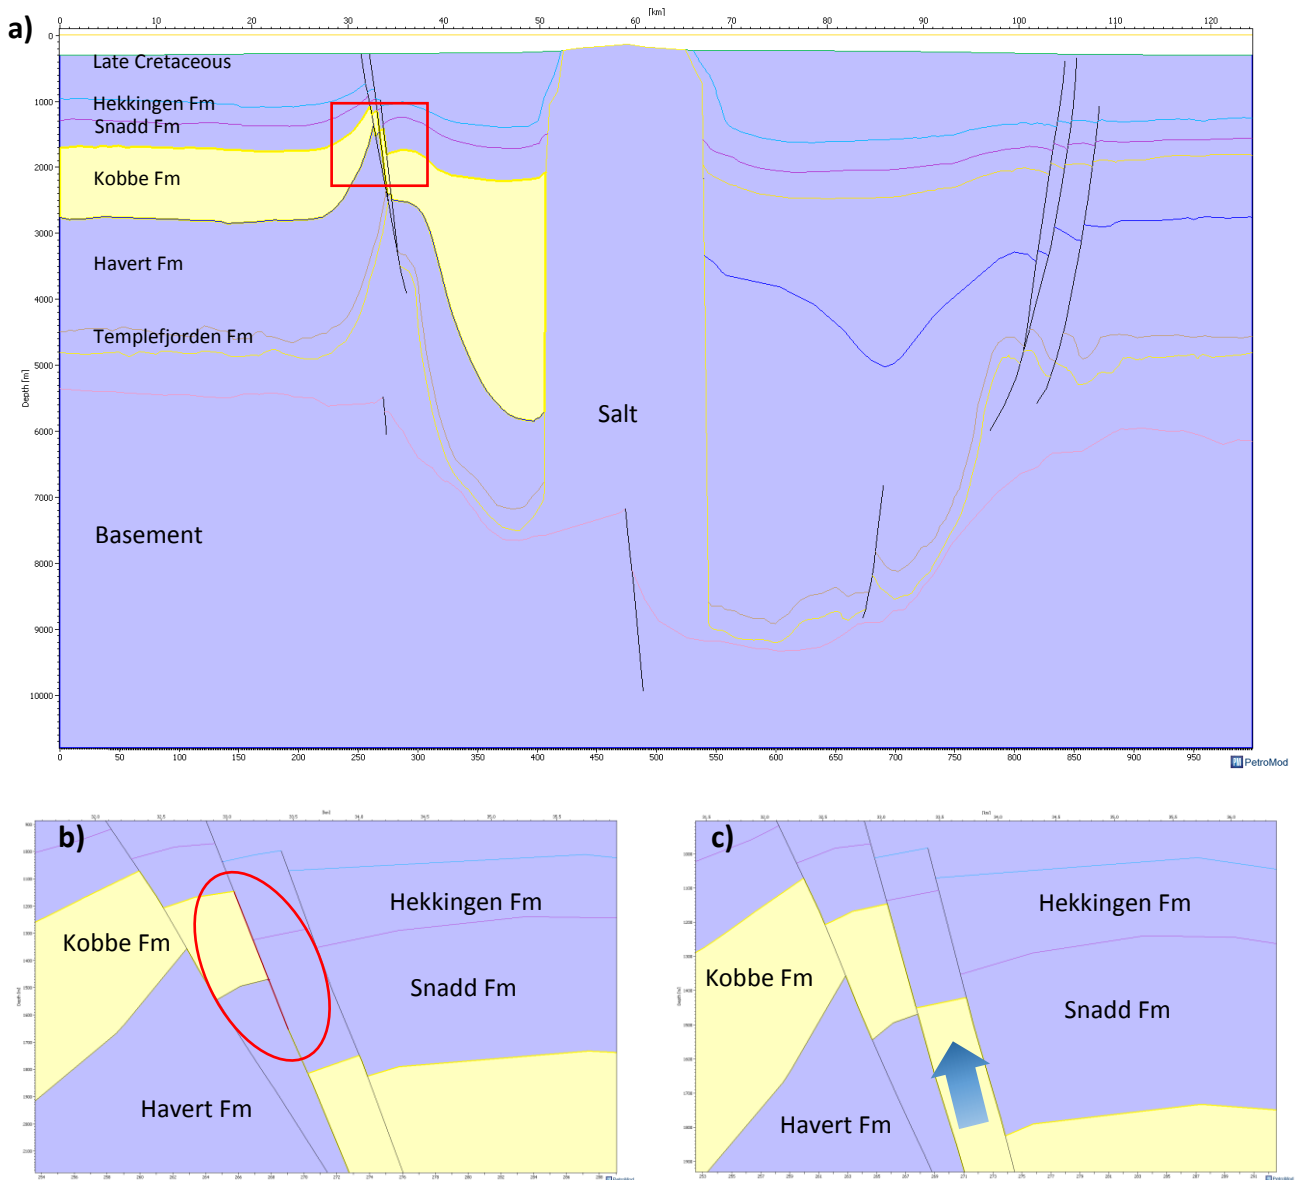 [km]
0 10 20 30 40 50 60 70 80 90 100 110 120
a)
0
Late Cretaceous
1000
Hekkingen Fm
Snadd Fm
2000
Kobbe Fm
3000
Havert Fm
4000
Templefjorden Fm
5000
Depth [m]
Salt
6000
7000
Basement
8000
9000
10000
0 50 100 150 200 250 300 350 400 450 500 550 600 650 700 750 800 850 900 950
PM PetroMod
b)
Hekkingen Fm
Kobbe Fm
Snadd Fm
Havert Fm
PetroMod
c)
Hekkingen Fm
Kobbe Fm
Snadd Fm
Havert Fm
PetroMod